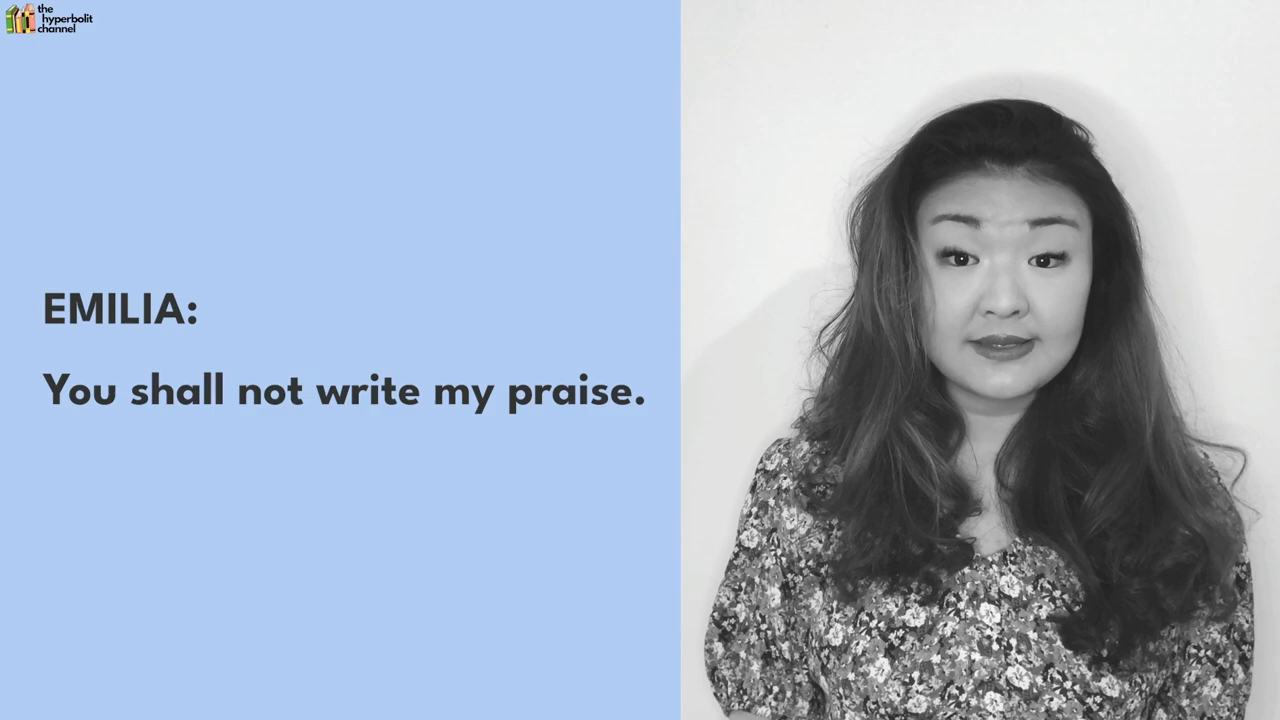 the
hyperbolit
channel
EMILIA:
You shall not write my praise.